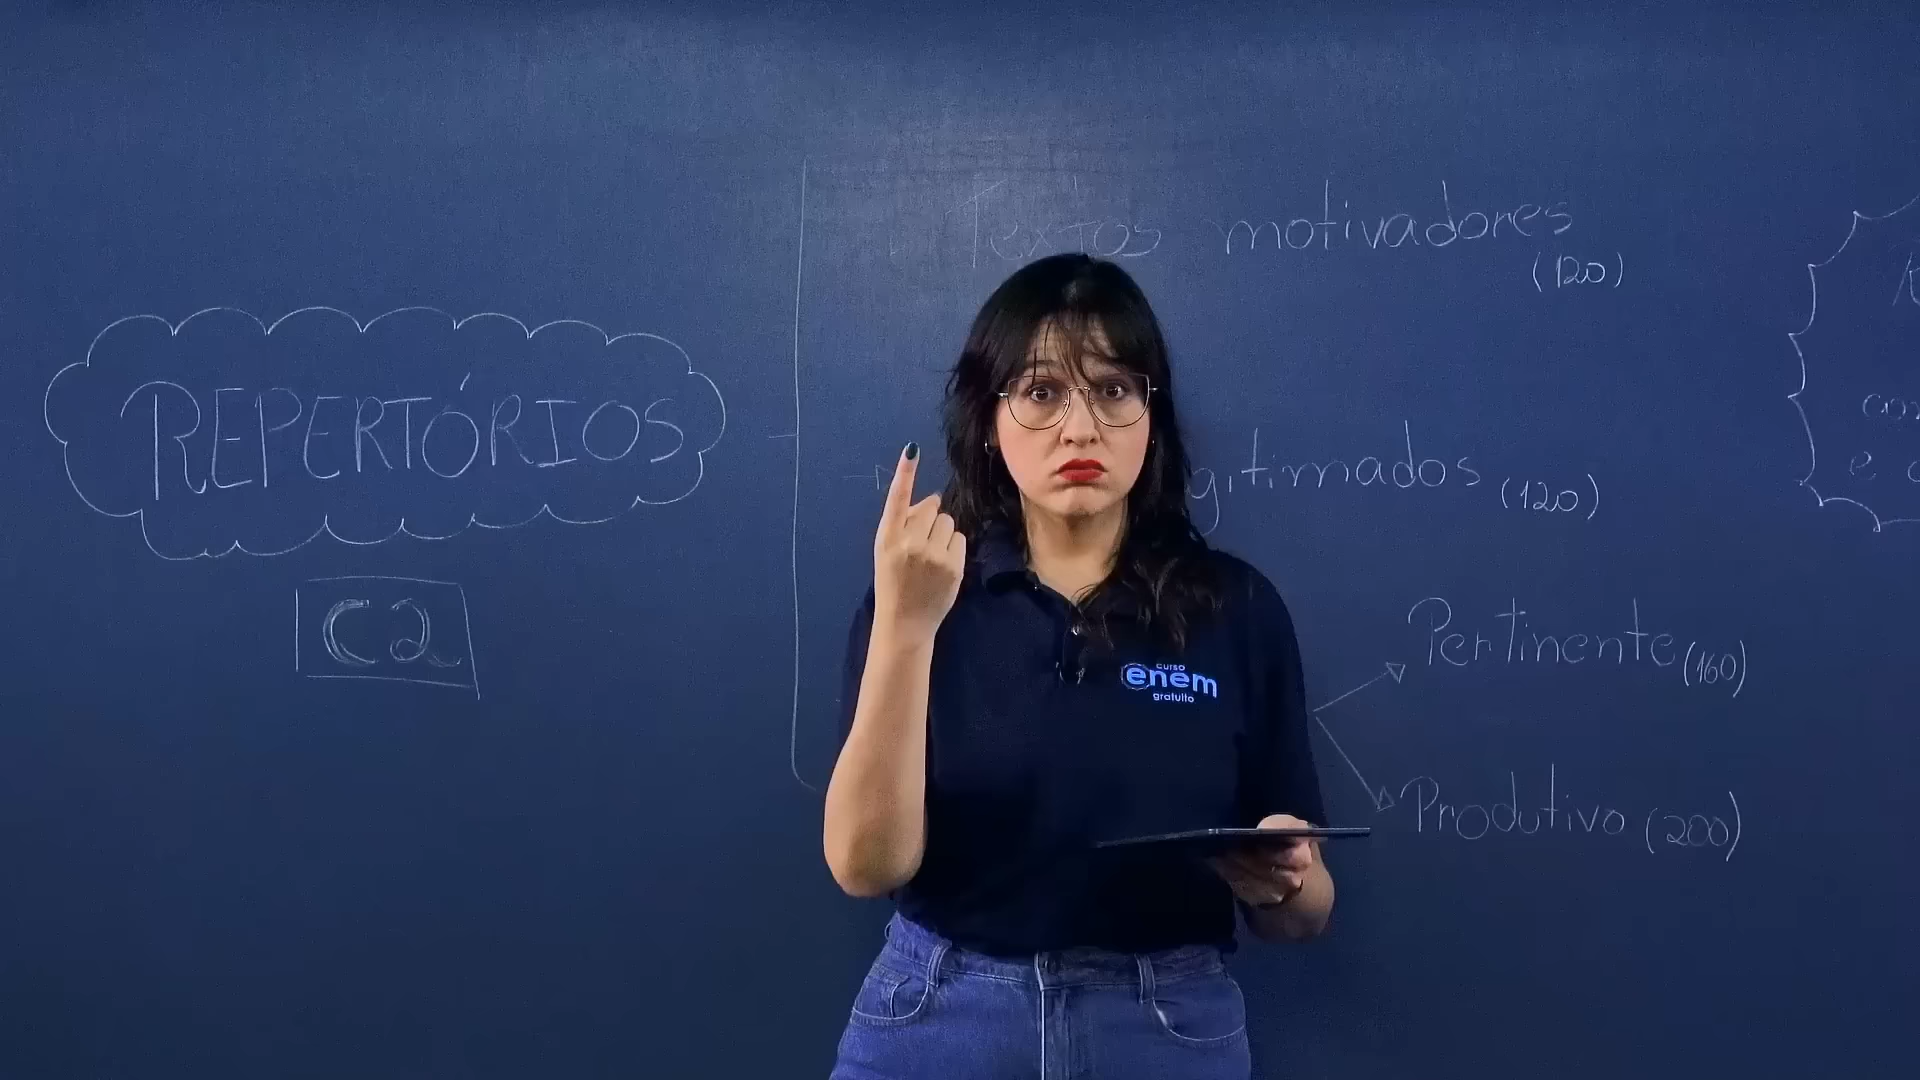 REPERTÓRIOS
C2
Textos motivadores
(120)
gitimados (120)
Pertinente (160)
Produtivo (200)
curso
enem
gratuito